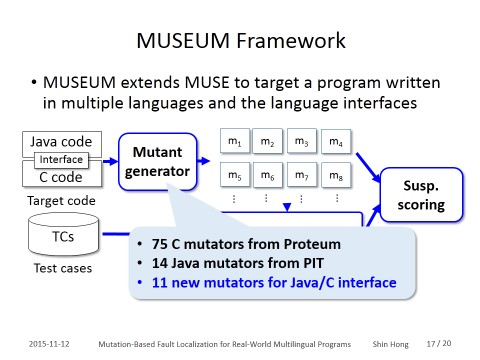 MUSEUM Framework
• MUSEUM extends MUSE to target a program written
in multiple languages and the language interfaces
Java code
Interface
C code
Target code
Mutant
generator
m1 m2 m3 m4
m5 m6 m7 m8
⋮ ⋮ ⋮ ⋮
Susp.
scoring
TCs
Test cases
• 75 C mutators from Proteum
• 14 Java mutators from PIT
• 11 new mutators for Java/C interface
2015-11-12 Mutation-Based Fault Localization for Real-World Multilingual Programs Shin Hong 17 / 20